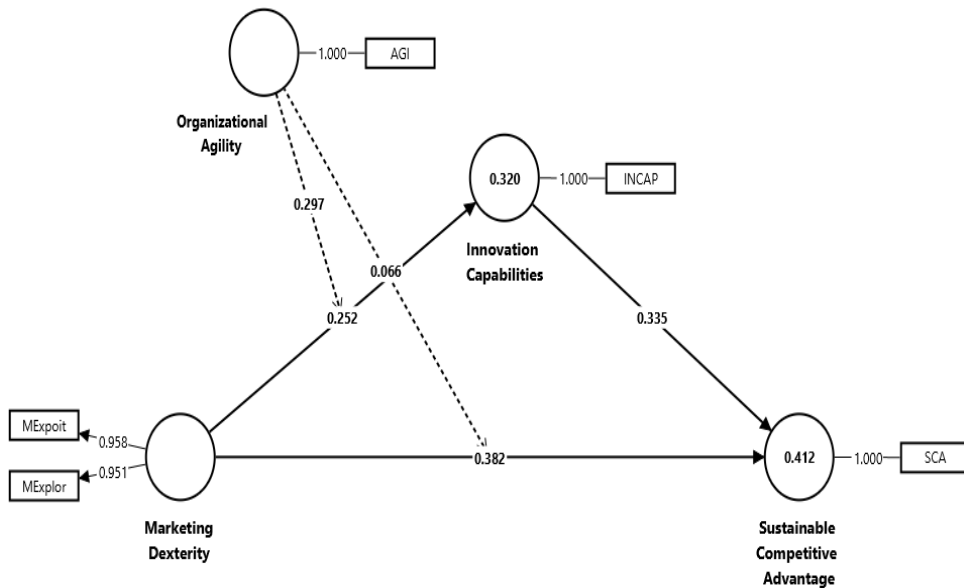 1.000
AGI
Organizational
Agility
0.297
0.320
1.000
INCAP
Innovation
Capabilities
0.066
0.252
0.335
MExpoit
0.958
0.951
MExplor
0.382
0.412
1.000
SCA
Marketing
Dexterity
Sustainable
Competitive
Advantage